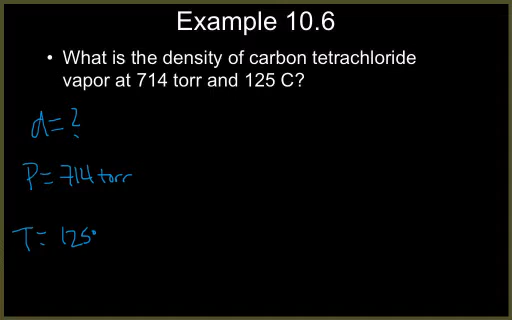 Example 10.6
• What is the density of carbon tetrachloride
vapor at 714 torr and 125 C?
d = ?
P = 714 torr
T = 125°